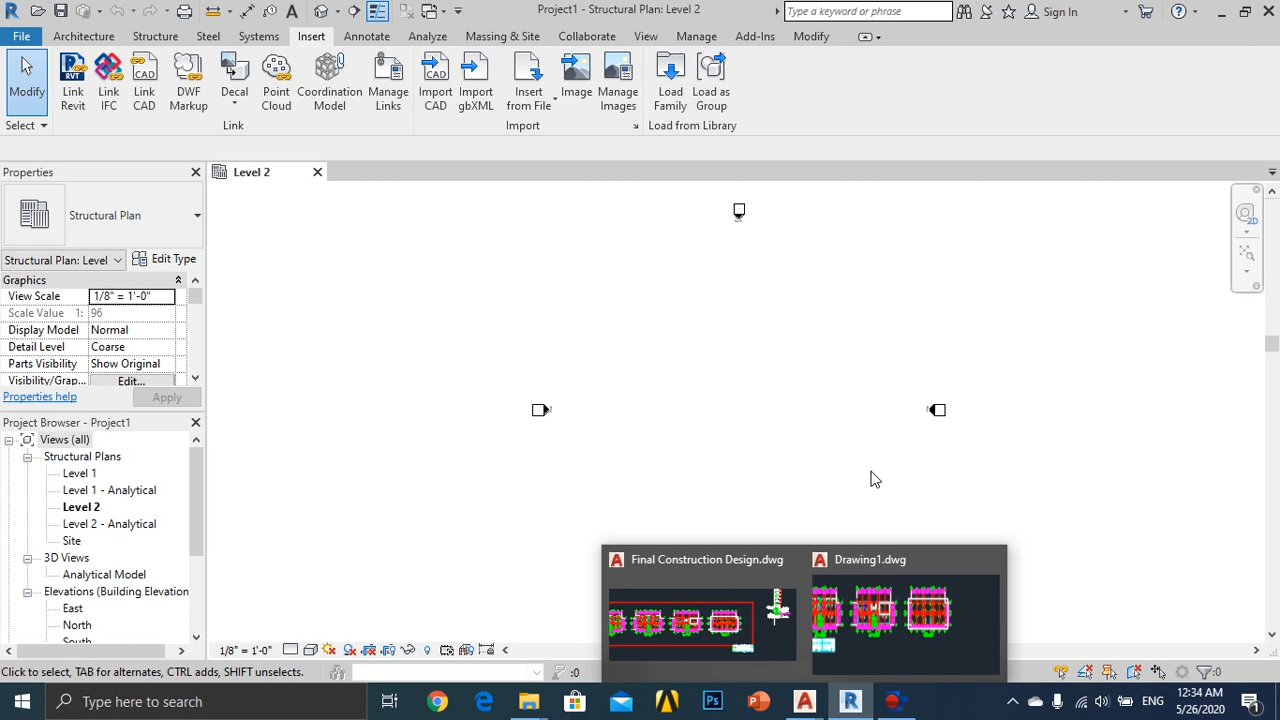 Project1 - Structural Plan: Level 2
Type a keyword or phrase
Sign In
File Architecture Structure Steel Systems Insert Annotate Analyze Massing & Site Collaborate View Manage Add-Ins Modify
Modify
Link Revit
Link IFC
Link CAD
DWF Markup
Decal
Point Cloud
Coordination Model
Manage Links
Import CAD
Import gbXML
Insert from File
Image
Manage Images
Load Family
Load as Group
Select Link Import Load from Library
Properties
Level 2
Structural Plan
Structural Plan: Level
Edit Type
Graphics
View Scale 1/8" = 1'-0"
Scale Value 1: 96
Display Model Normal
Detail Level Coarse
Parts Visibility Show Original
Visibility/Grap... Edit...
Properties help
Apply
Project Browser - Project1
Views (all)
Structural Plans
Level 1
Level 1 - Analytical
Level 2
Level 2 - Analytical
Site
3D Views
Analytical Model
Elevations (Building Elevation
East
North
South
2D
Final Construction Design.dwg
Drawing1.dwg
1/8" = 1'-0"
Click to select, TAB for alternates, CTRL adds, SHIFT unselects.
:0
:0
Type here to search
ENG
12:34 AM
5/26/2020